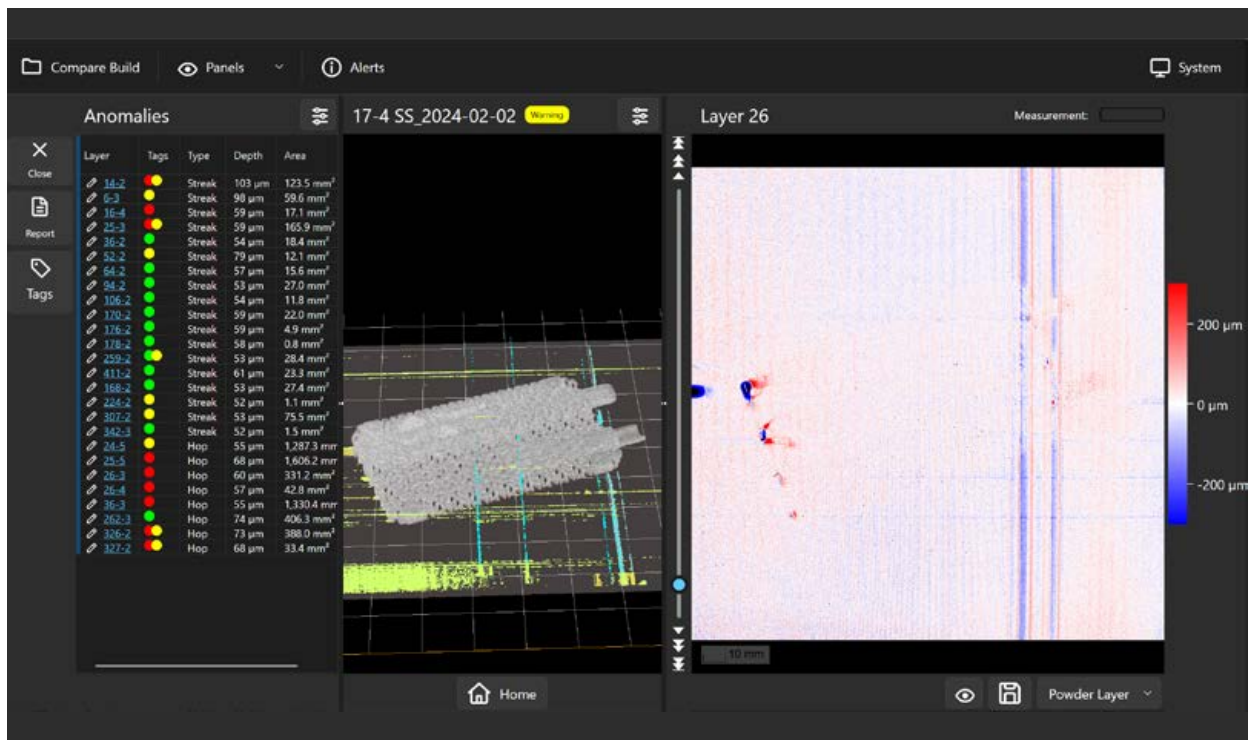 Compare Build Panels Alerts System
Anomalies
17-4 SS_2024-02-02 Warning
Layer 26
Measurement:
Close
Report
Tags
Layer Tags Type Depth Area
14-2 Streak 103 µm 123.5 mm²
6-3 Streak 98 µm 59.6 mm²
16-4 Streak 59 µm 17.1 mm²
25-3 Streak 59 µm 165.9 mm²
36-2 Streak 54 µm 18.4 mm²
52-2 Streak 79 µm 12.1 mm²
64-2 Streak 57 µm 15.6 mm²
94-2 Streak 53 µm 27.0 mm²
106-2 Streak 54 µm 11.8 mm²
170-2 Streak 59 µm 22.0 mm²
176-2 Streak 59 µm 4.9 mm²
178-2 Streak 58 µm 0.8 mm²
259-2 Streak 53 µm 28.4 mm²
411-2 Streak 61 µm 23.3 mm²
168-2 Streak 53 µm 27.4 mm²
224-2 Streak 52 µm 1.1 mm²
307-2 Streak 53 µm 75.5 mm²
342-3 Streak 52 µm 1.5 mm²
24-5 Hop 55 µm 1,287.3 mm
25-5 Hop 68 µm 1,606.2 mm
26-3 Hop 60 µm 331.2 mm²
26-4 Hop 57 µm 42.8 mm²
36-3 Hop 55 µm 1,330.4 mm
262-3 Hop 74 µm 406.3 mm²
326-2 Hop 73 µm 388.0 mm²
327-2 Hop 68 µm 33.4 mm²
200 µm
0 µm
-200 µm
10 mm
Home
Powder Layer